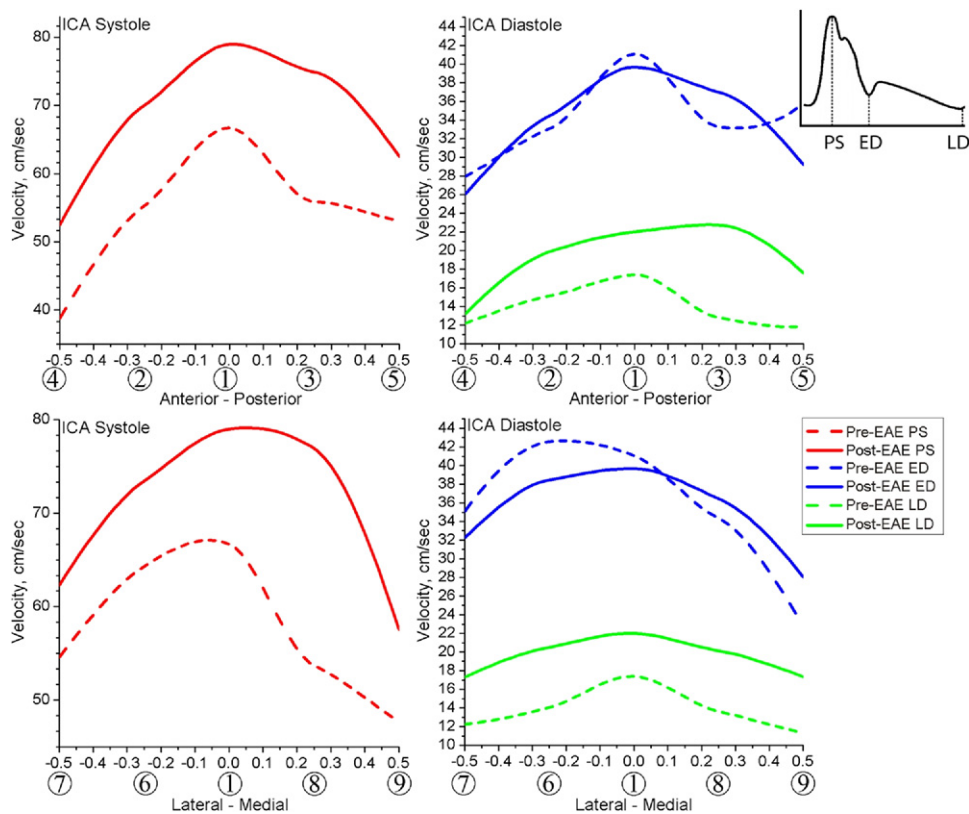 ICA Systole
Velocity, cm/sec
80
70
60
50
40
-0.5 -0.4 -0.3 -0.2 -0.1 0.0 0.1 0.2 0.3 0.4 0.5
④ ② ① ③ ⑤
Anterior - Posterior
ICA Diastole
Velocity, cm/sec
44
42
40
38
36
34
32
30
28
26
24
22
20
18
16
14
12
10
-0.5 -0.4 -0.3 -0.2 -0.1 0.0 0.1 0.2 0.3 0.4 0.5
④ ② ① ③ ⑤
Anterior - Posterior
PS ED LD
ICA Systole
Velocity, cm/sec
80
70
60
50
-0.5 -0.4 -0.3 -0.2 -0.1 0.0 0.1 0.2 0.3 0.4 0.5
⑦ ⑥ ① ⑧ ⑨
Lateral - Medial
ICA Diastole
Velocity, cm/sec
44
42
40
38
36
34
32
30
28
26
24
22
20
18
16
14
12
10
-0.5 -0.4 -0.3 -0.2 -0.1 0.0 0.1 0.2 0.3 0.4 0.5
⑦ ⑥ ① ⑧ ⑨
Lateral - Medial
Pre-EAE PS
Post-EAE PS
Pre-EAE ED
Post-EAE ED
Pre-EAE LD
Post-EAE LD